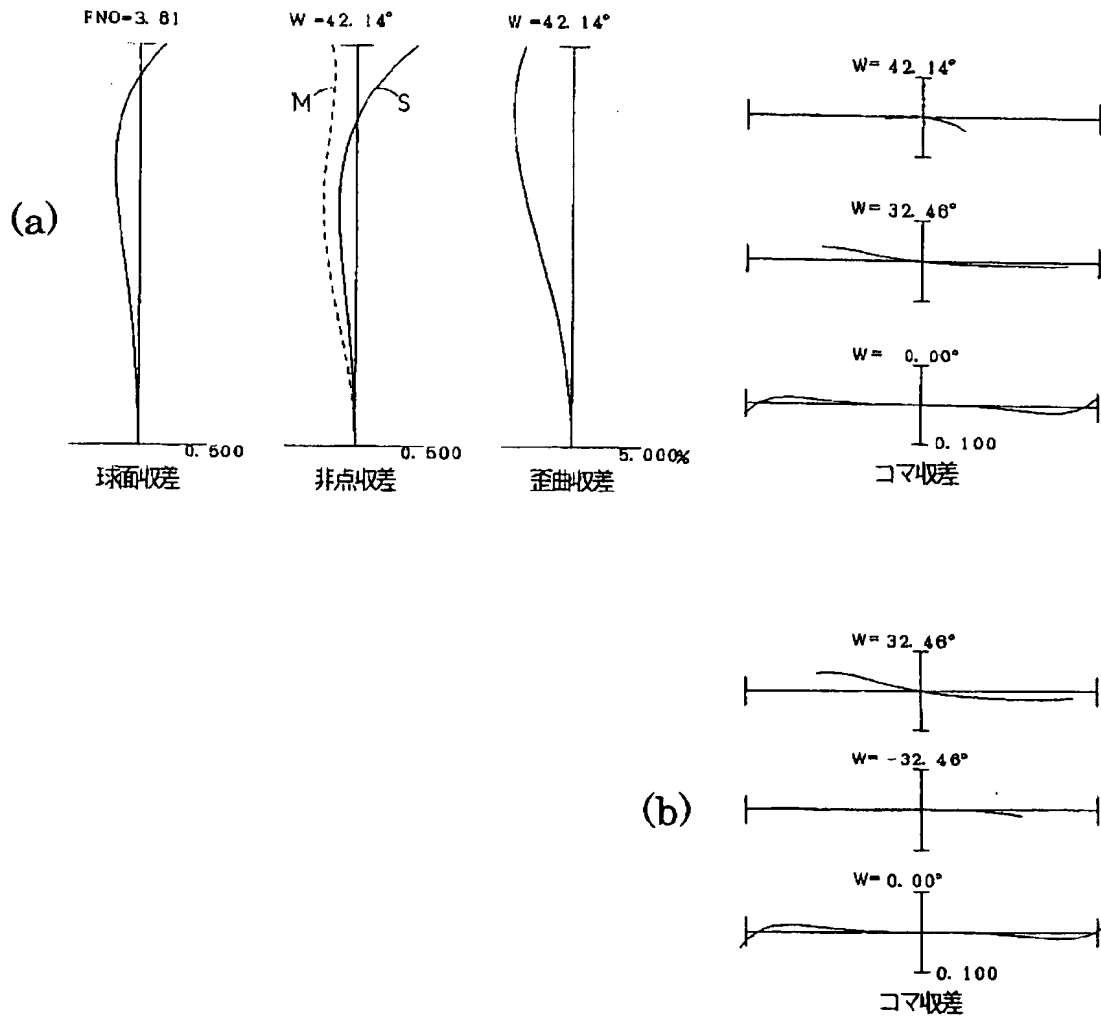 FNO=3.81
W=42.14°
W=42.14°
M
S
(a)
0.500
球面収差
0.500
非点収差
5.000%
歪曲収差
W= 42.14°
W= 32.46°
W= 0.00°
0.100
コマ収差
(b)
W= 32.46°
W= -32.46°
W= 0.00°
0.100
コマ収差